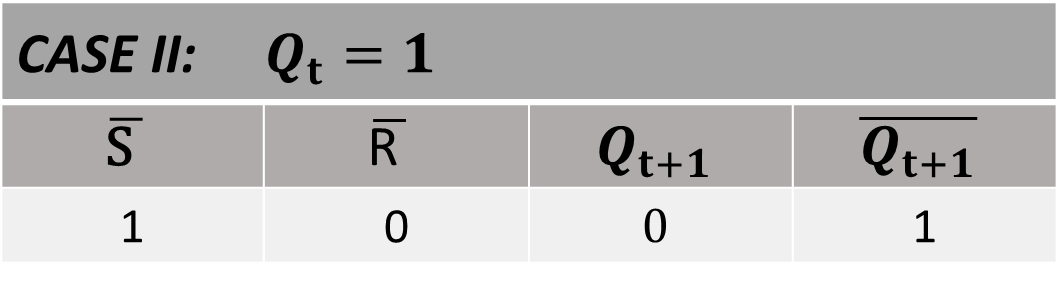 CASE II: Qt = 1
S̅ R̅ Qt+1 Q̅t̅+̅1̅
1 0 0 1